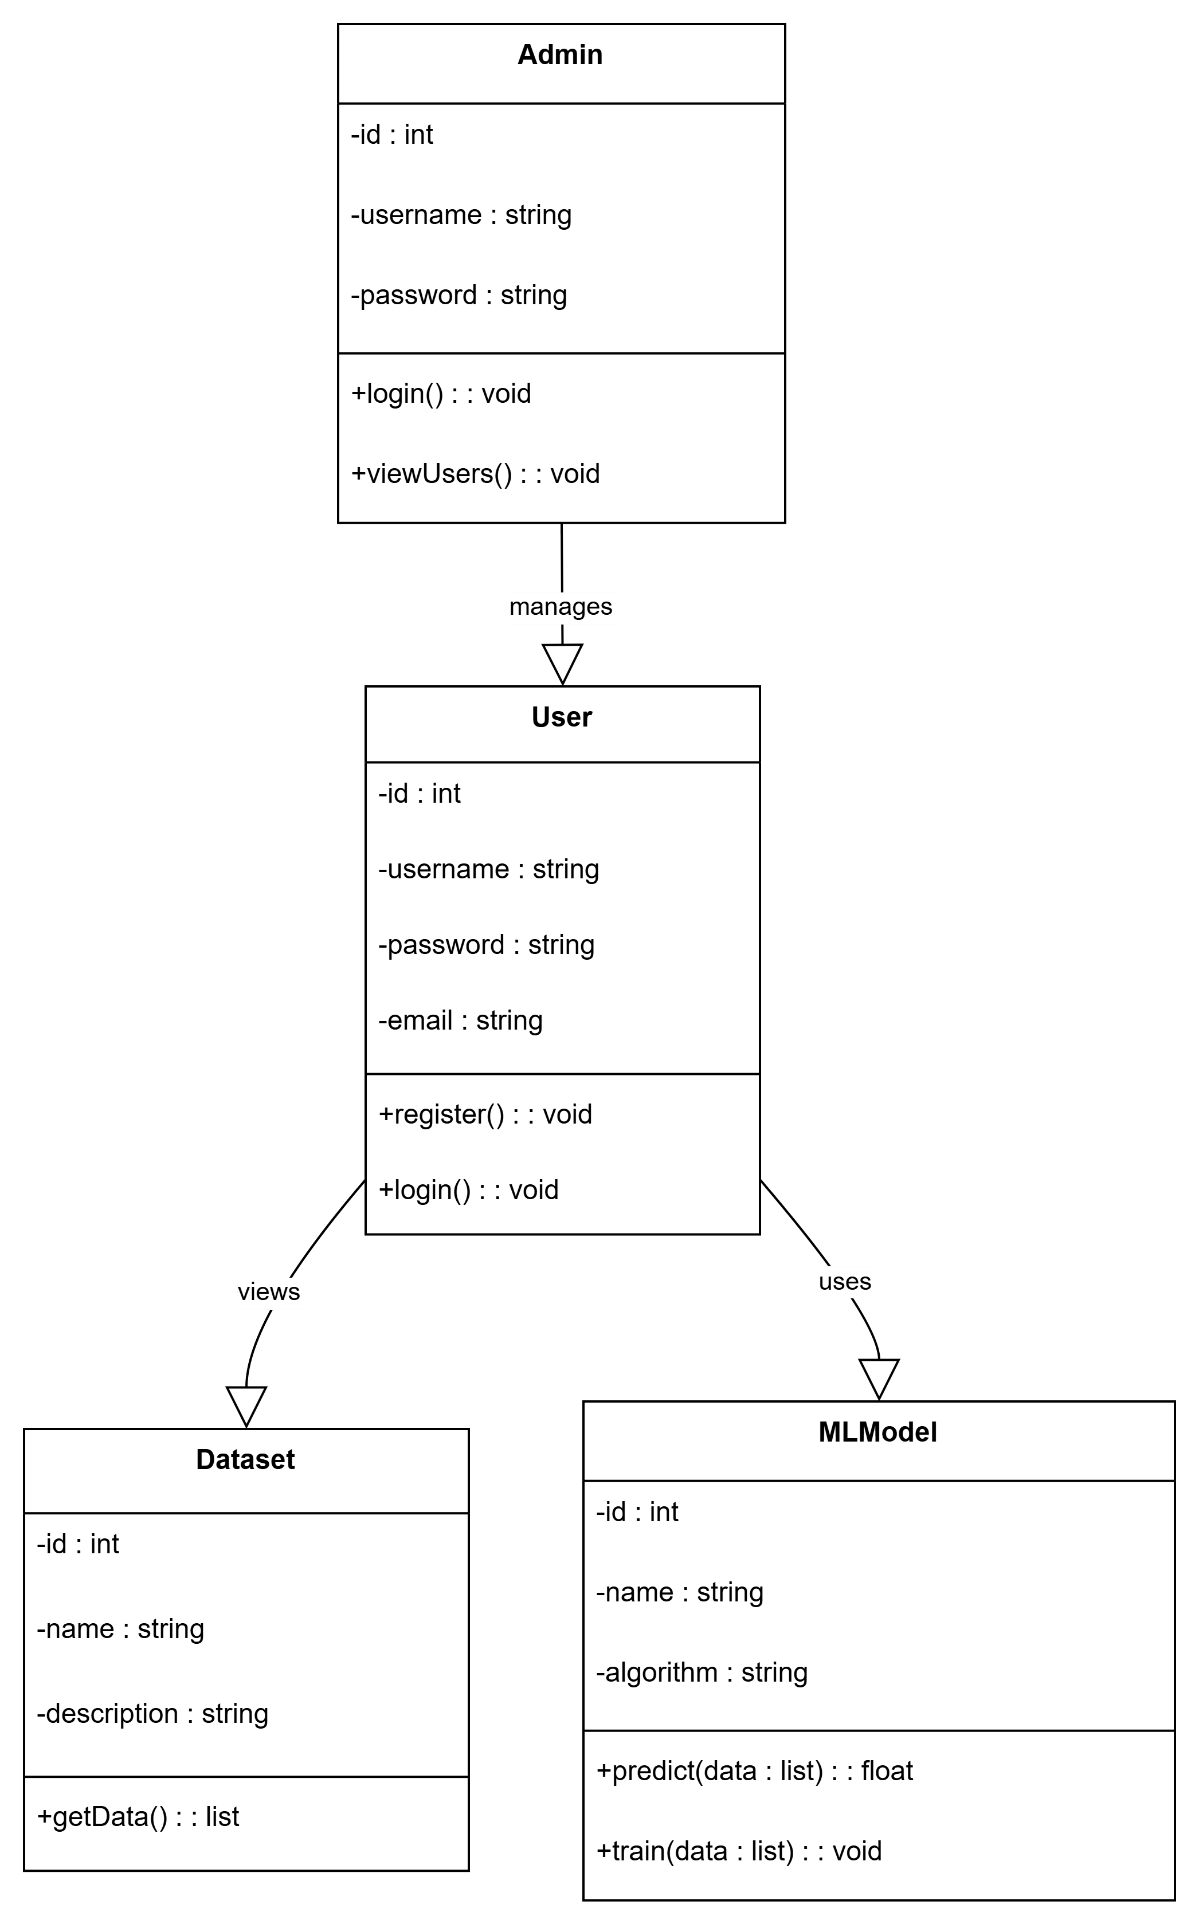 Admin
-id : int
-username : string
-password : string
+login() : : void
+viewUsers() : : void
manages
User
-id : int
-username : string
-password : string
-email : string
+register() : : void
+login() : : void
views
uses
Dataset
-id : int
-name : string
-description : string
+getData() : : list
MLModel
-id : int
-name : string
-algorithm : string
+predict(data : list) : : float
+train(data : list) : : void